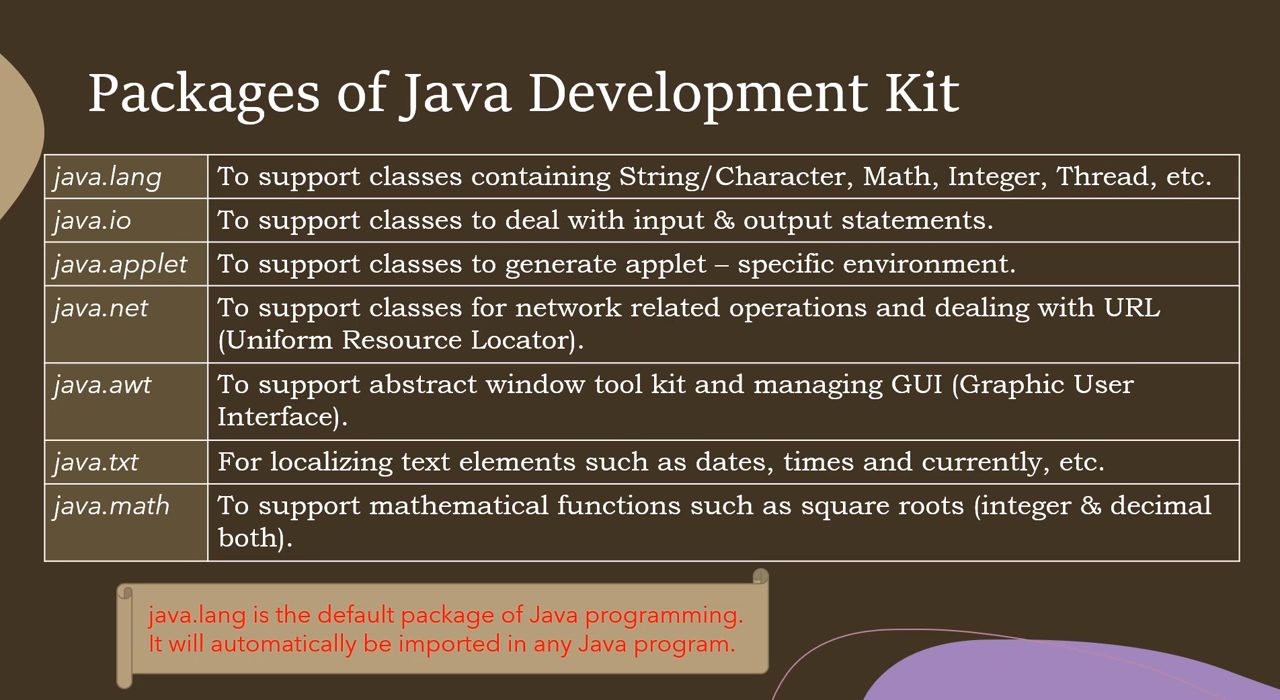 Packages of Java Development Kit
java.lang
To support classes containing String/Character, Math, Integer, Thread, etc.
java.io
To support classes to deal with input & output statements.
java.applet
To support classes to generate applet – specific environment.
java.net
To support classes for network related operations and dealing with URL
(Uniform Resource Locator).
java.awt
To support abstract window tool kit and managing GUI (Graphic User
Interface).
java.txt
For localizing text elements such as dates, times and currently, etc.
java.math
To support mathematical functions such as square roots (integer & decimal
both).
java.lang is the default package of Java programming.
It will automatically be imported in any Java program.